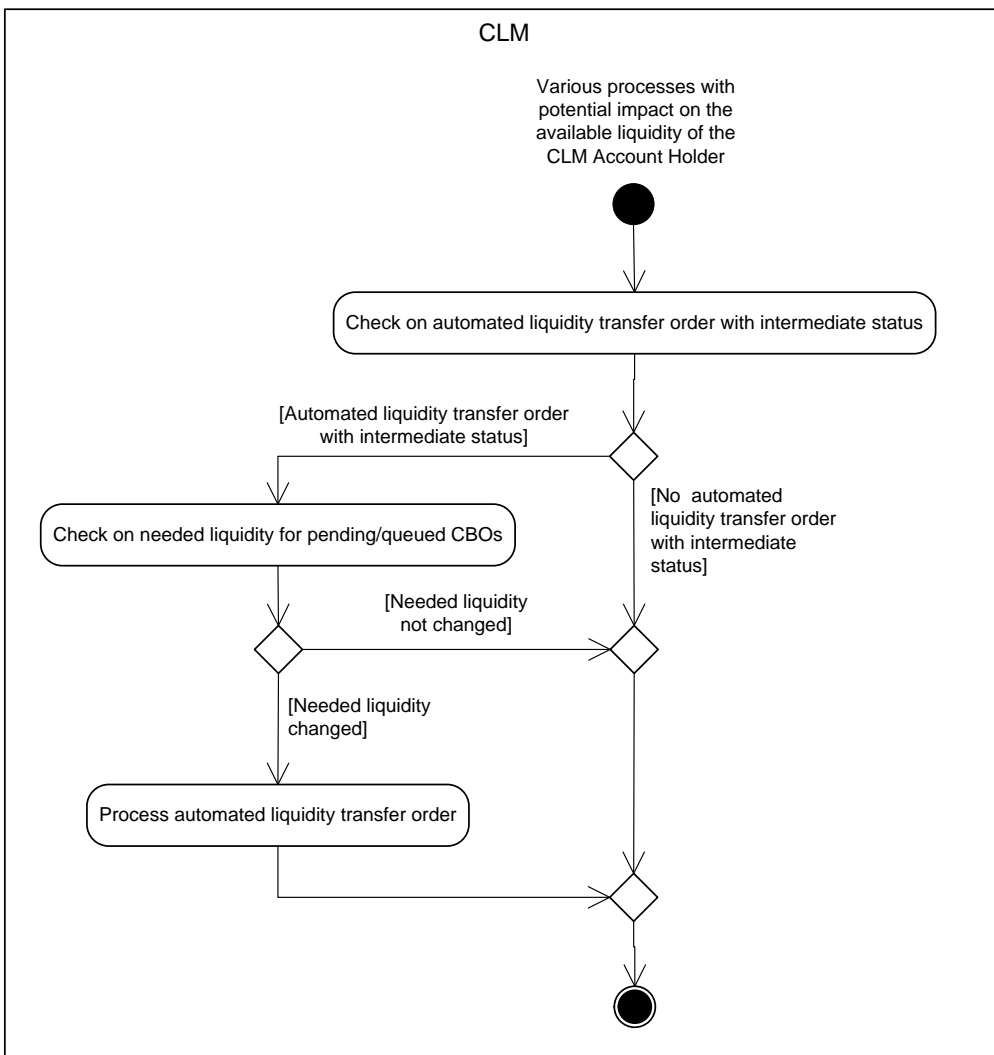 CLM
Various processes with
potential impact on the
available liquidity of the
CLM Account Holder
Check on automated liquidity transfer order with intermediate status
[Automated liquidity transfer order
with intermediate status]
[No  automated
liquidity transfer order
with intermediate
status]
Check on needed liquidity for pending/queued CBOs
[Needed liquidity
not changed]
[Needed liquidity
changed]
Process automated liquidity transfer order